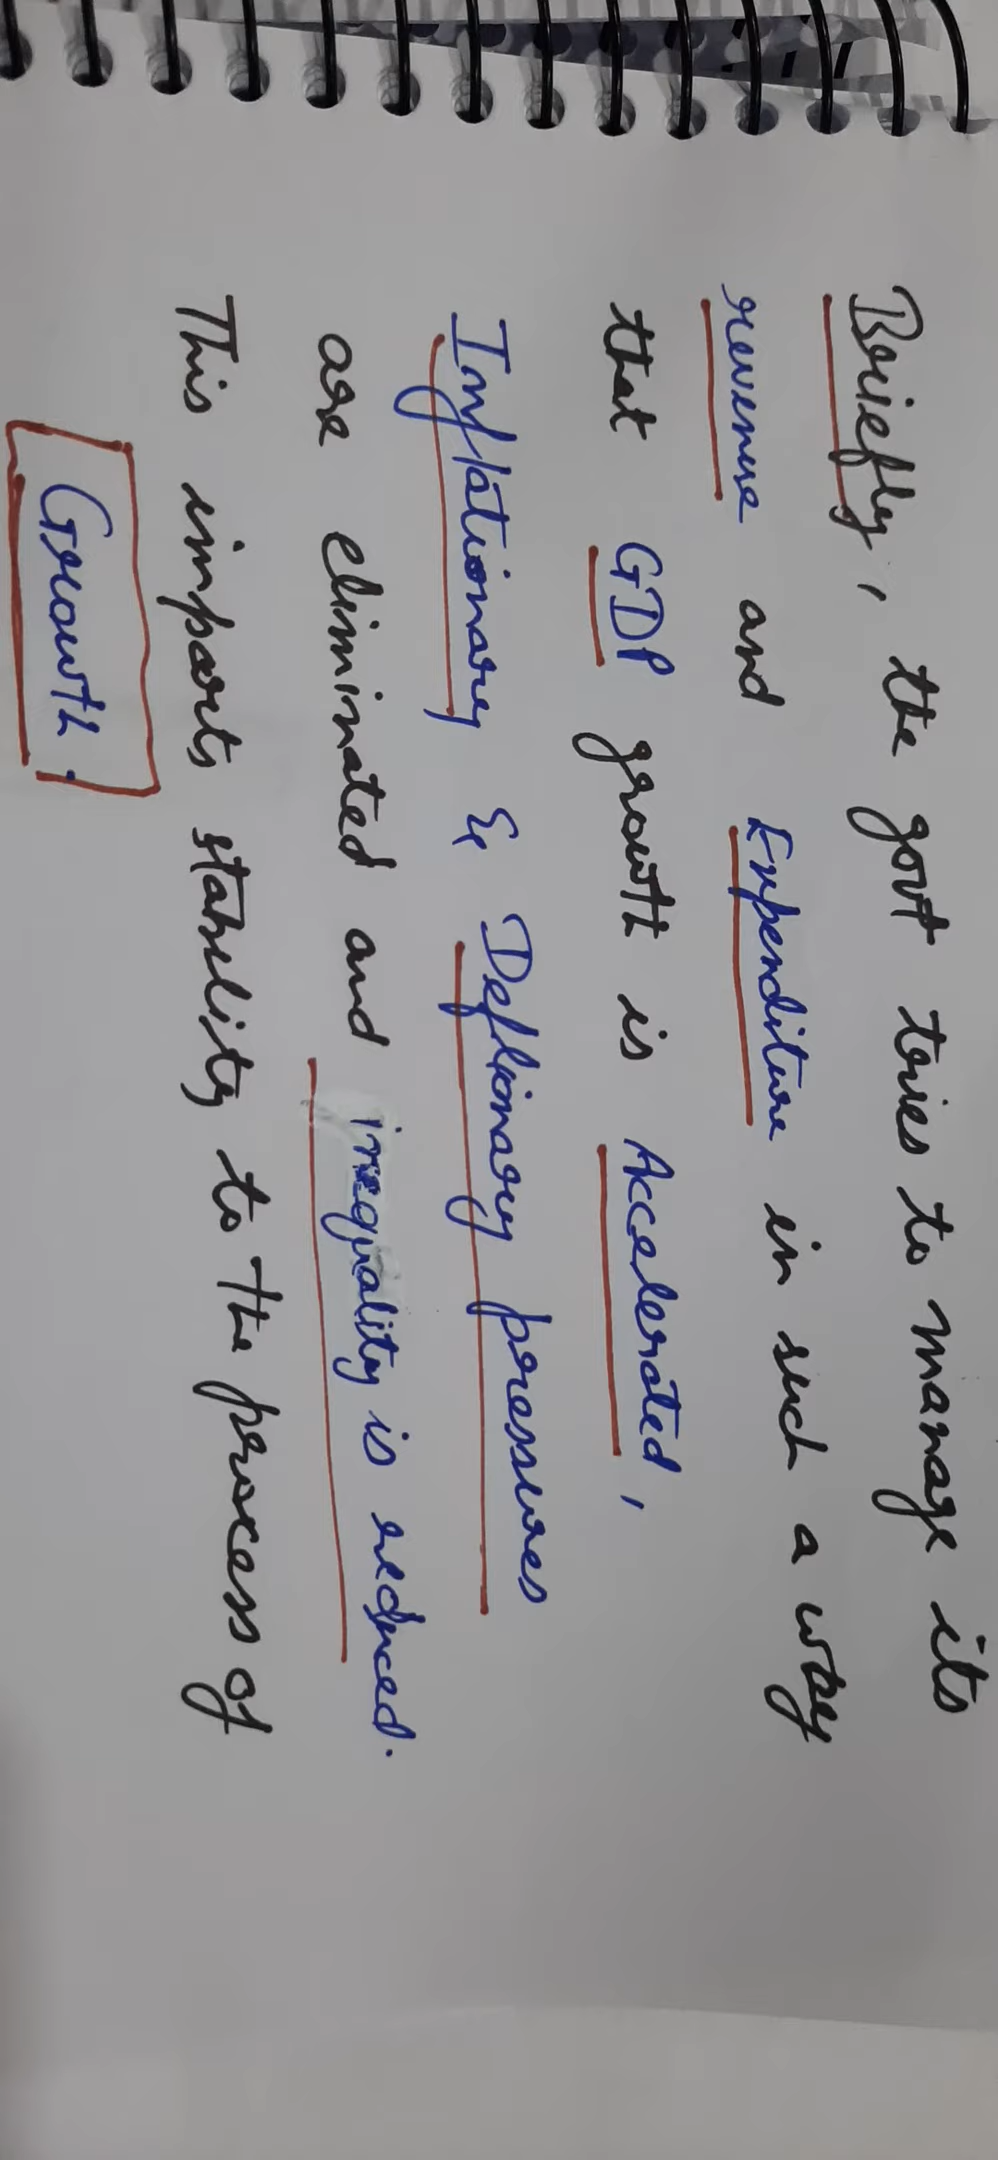 Briefly, the govt tries to manage its
revenue and Expenditure in such a way
that GDP growth is Accelerated,
Inflationary & Deflionary pressures
are eliminated and inequality is reduced.
This imparts stability to the process of
Growth.